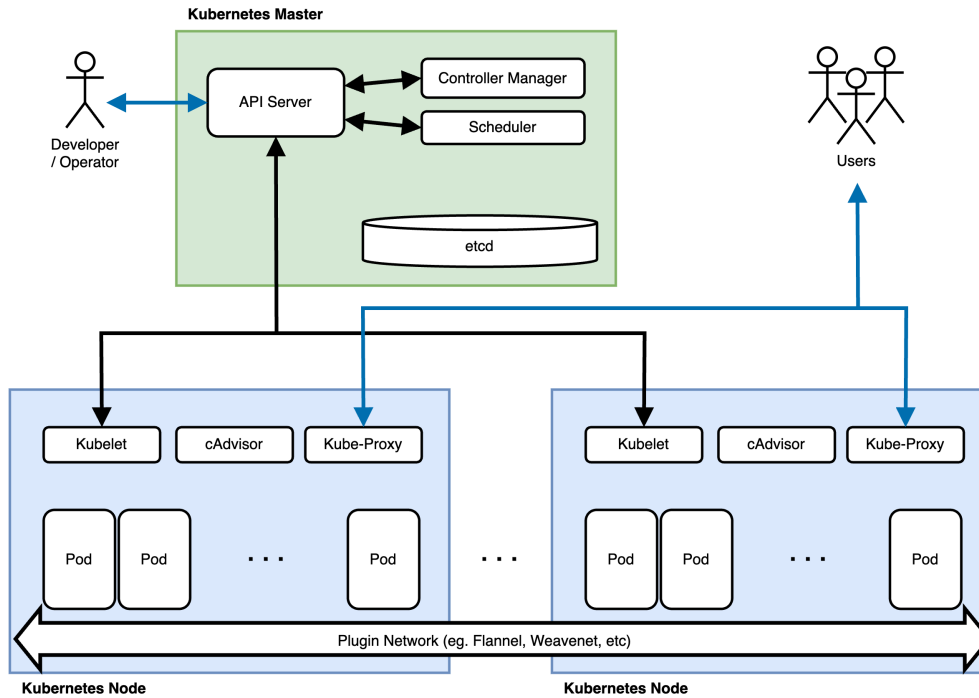 Kubernetes Master
API Server
Controller Manager
Scheduler
Developer
/ Operator
Users
etcd
Kubelet
cAdvisor
Kube-Proxy
Kubelet
cAdvisor
Kube-Proxy
Pod
Pod
. . .
Pod
. . .
Pod
Pod
. . .
Pod
Plugin Network (eg. Flannel, Weavenet, etc)
Kubernetes Node
Kubernetes Node